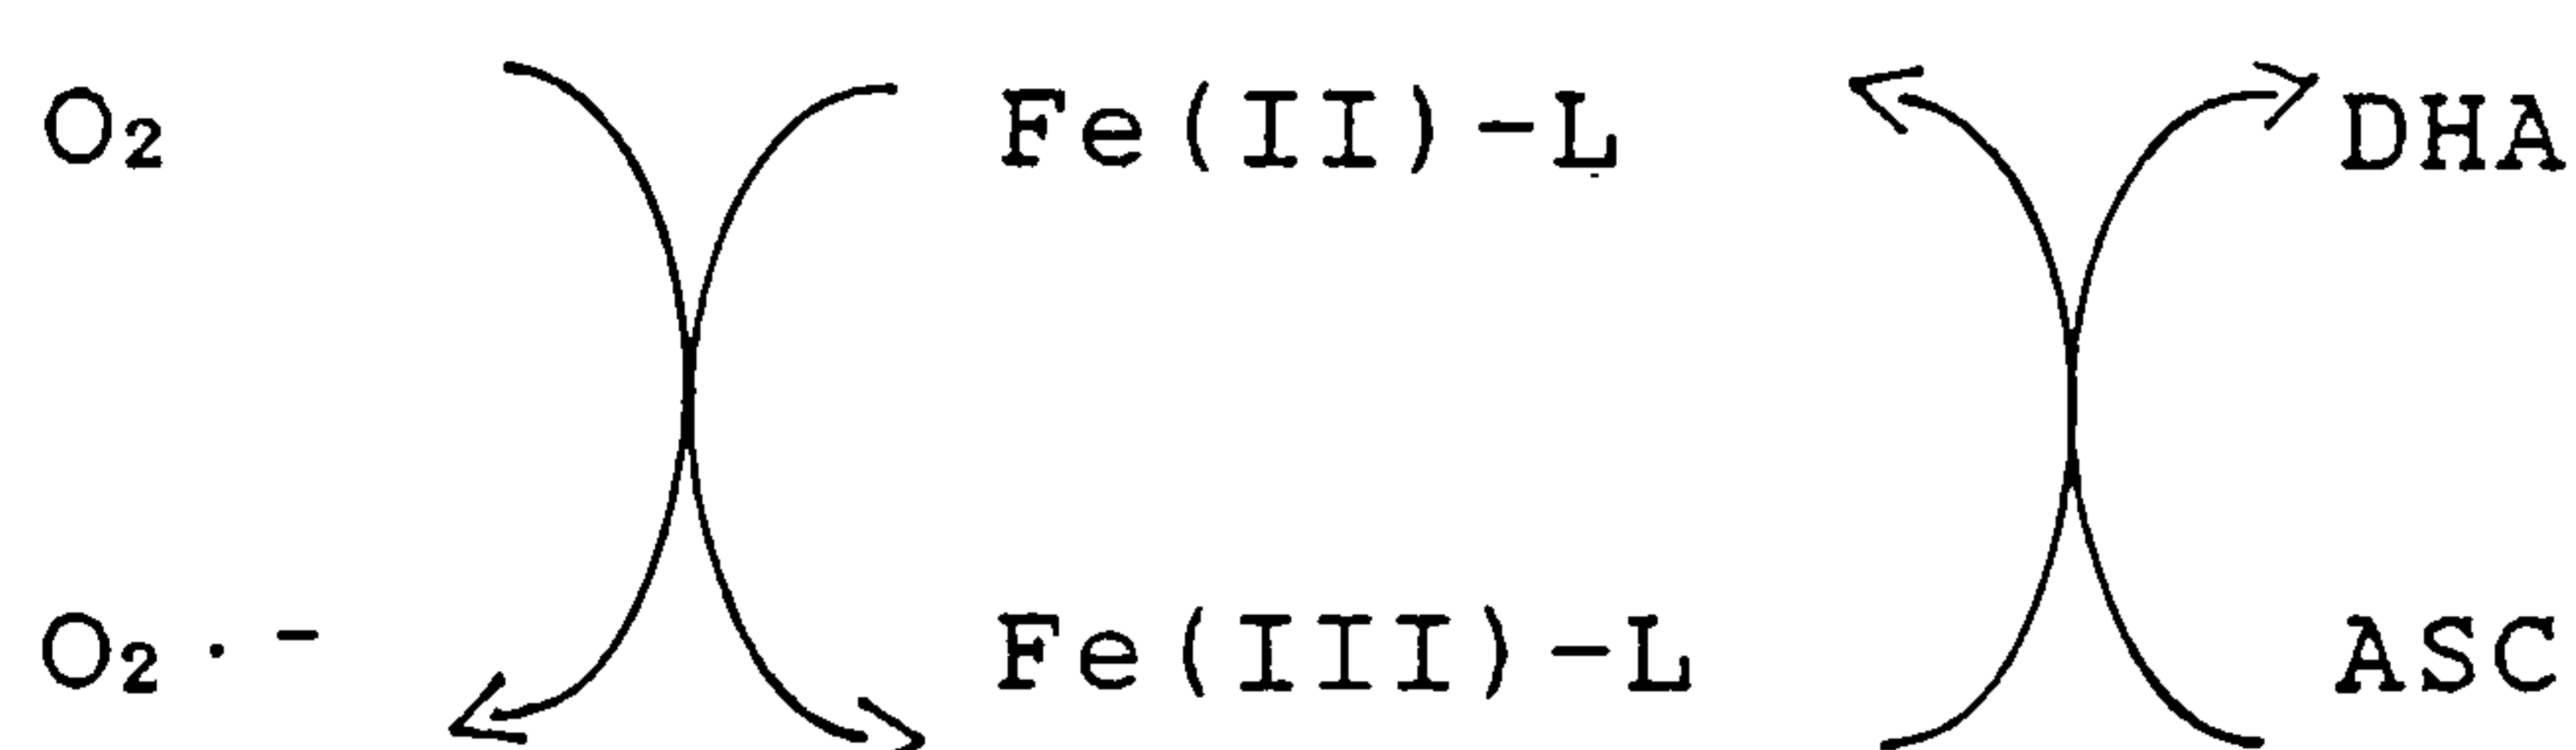 O2 Fe(II)-L DHA
O2 · - Fe(III)-L ASC